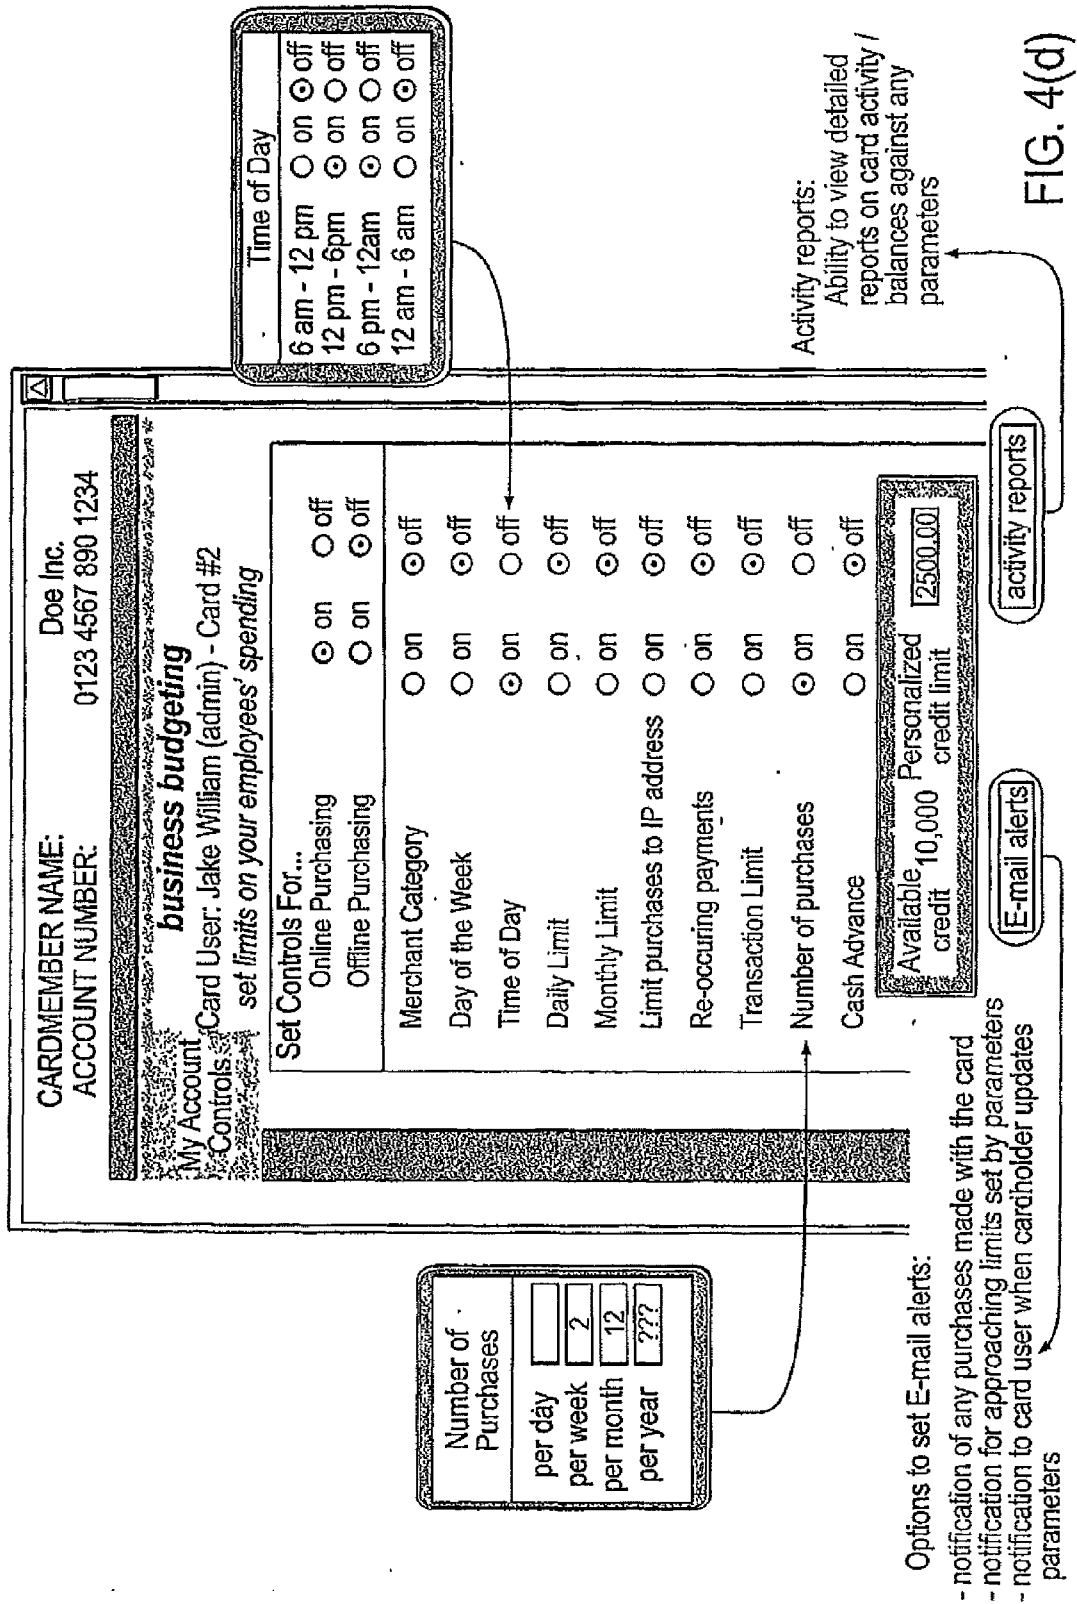 CARDMEMBER NAME: Doe Inc.
ACCOUNT NUMBER: 0123 4567 890 1234
business budgeting
My Account
Controls
Card User: Jake William (admin) - Card #2
set limits on your employees' spending
Set Controls For...
Online Purchasing on off
Offline Purchasing on off
Merchant Category on off
Day of the Week on off
Time of Day on off
Daily Limit on off
Monthly Limit on off
Limit purchases to IP address on off
Re-occuring payments on off
Transaction Limit on off
Number of purchases on off
Cash Advance on off
Available credit 10,000 Personalized credit limit 2500.00
E-mail alerts
activity reports
Time of Day
6 am - 12 pm on off
12 pm - 6pm on off
6 pm - 12am on off
12 am - 6 am on off
Number of
Purchases
per day
per week 2
per month 12
per year ???
Options to set E-mail alerts:
- notification of any purchases made with the card
- notification for approaching limits set by parameters
- notification to card user when cardholder updates
parameters
Activity reports:
Ability to view detailed
reports on card activity /
balances against any
parameters
FIG. 4(d)